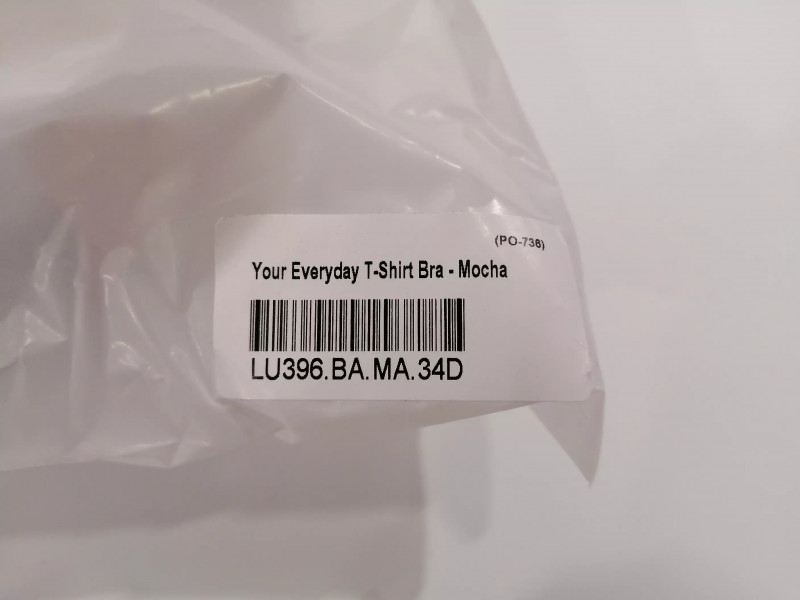 (PO-736)
Your Everyday T-Shirt Bra - Mocha
LU396.BA.MA.34D